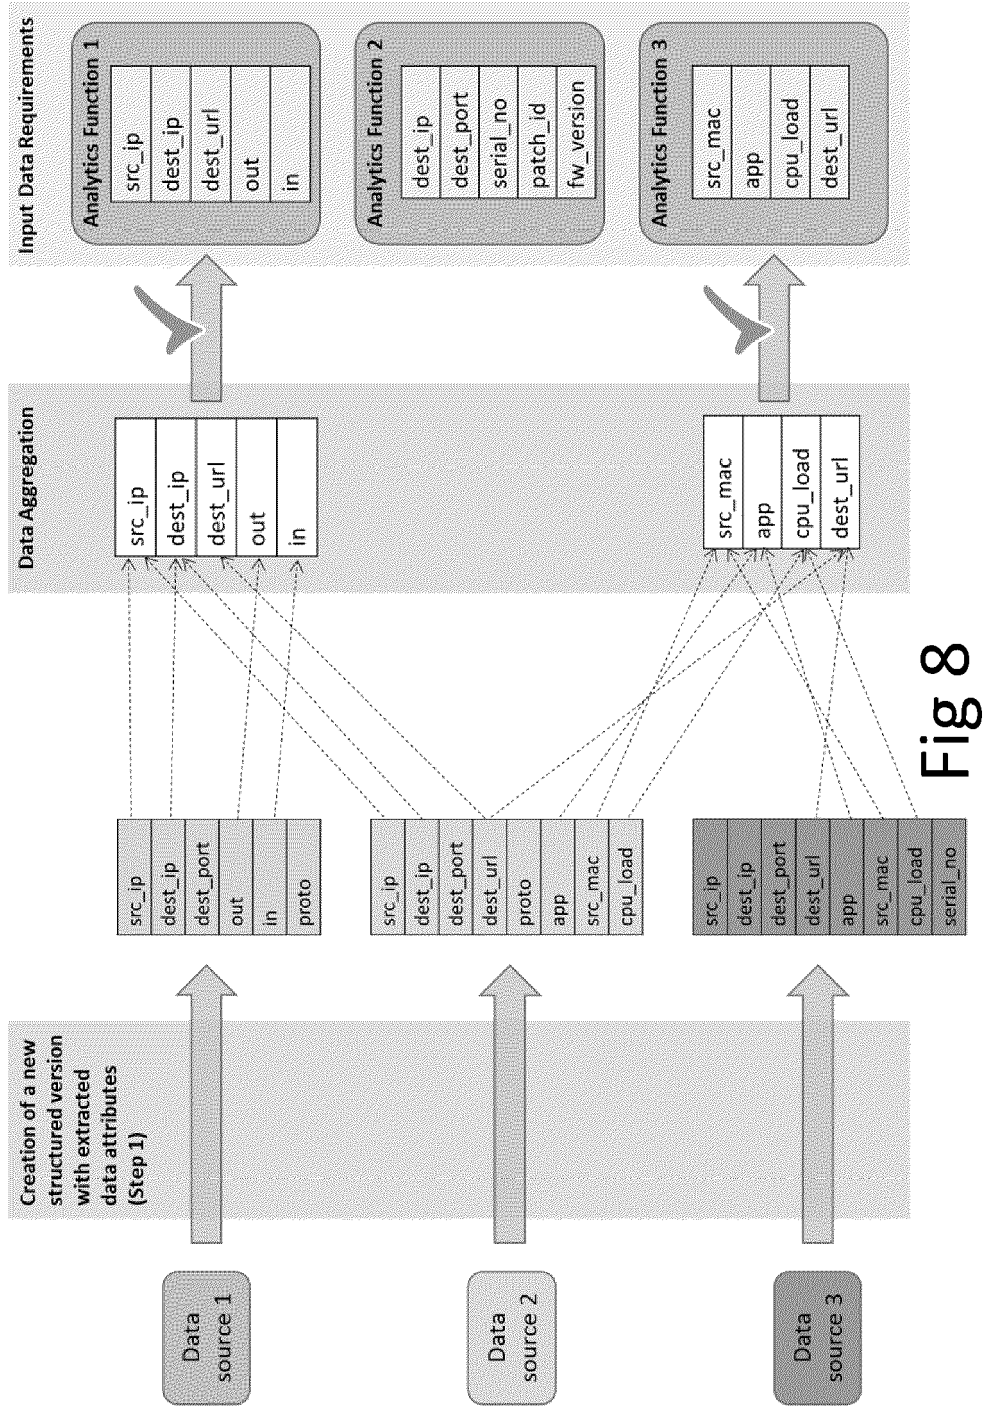 Creation of a new
structured version
with extracted
data attributes
(Step 1)
Data Aggregation
Input Data Requirements
Data
source 1
src_ip
dest_ip
dest_port
out
in
proto
src_ip
dest_ip
dest_url
out
in
Analytics Function 1
src_ip
dest_ip
dest_url
out
in
Data
source 2
src_ip
dest_ip
dest_port
dest_url
proto
app
src_mac
cpu_load
Analytics Function 2
dest_ip
dest_port
serial_no
patch_id
fw_version
Data
source 3
src_ip
dest_ip
dest_port
dest_url
app
src_mac
cpu_load
serial_no
src_mac
app
cpu_load
dest_url
Analytics Function 3
src_mac
app
cpu_load
dest_url
Fig 8